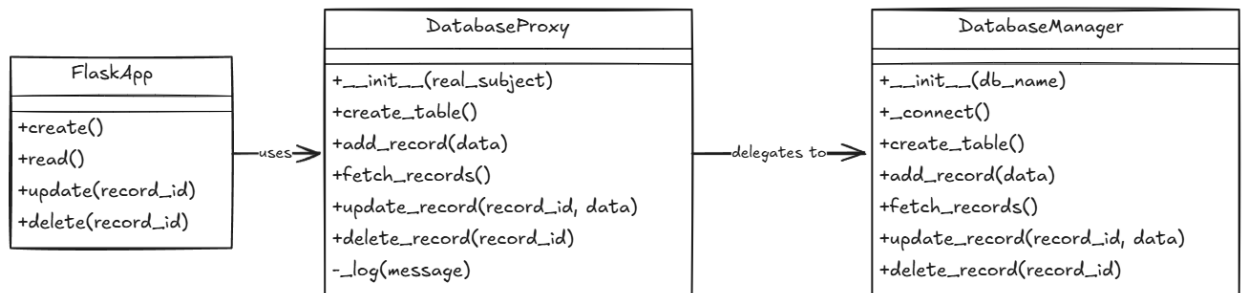 FlaskApp
+create()
+read()
+update(record_id)
+delete(record_id)
uses
DatabaseProxy
+__init__(real_subject)
+create_table()
+add_record(data)
+fetch_records()
+update_record(record_id, data)
+delete_record(record_id)
-_log(message)
delegates to
DatabaseManager
+__init__(db_name)
+_connect()
+create_table()
+add_record(data)
+fetch_records()
+update_record(record_id, data)
+delete_record(record_id)